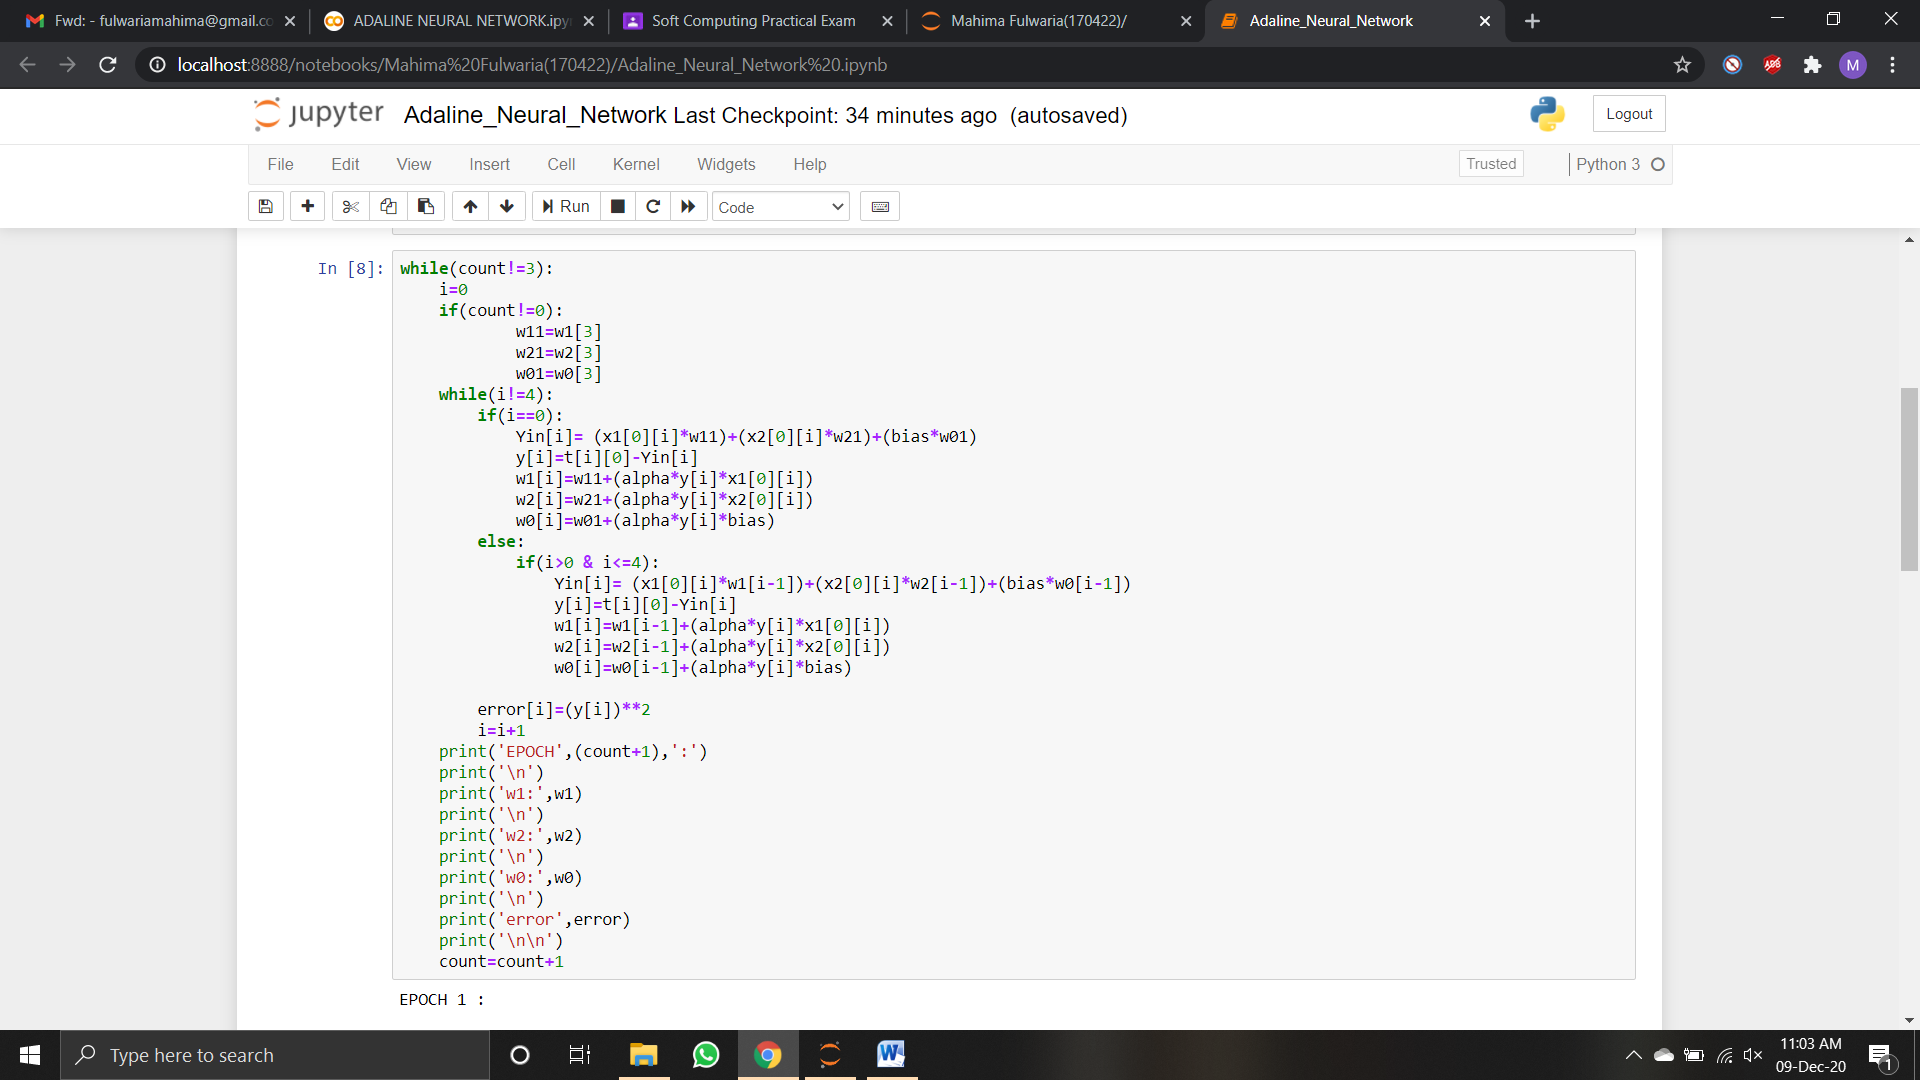 Fwd: - fulwariamahima@gmail.co
ADALINE NEURAL NETWORK.ipy
Soft Computing Practical Exam
Mahima Fulwaria(170422)/
Adaline_Neural_Network
localhost:8888/notebooks/Mahima%20Fulwaria(170422)/Adaline_Neural_Network%20.ipynb
ABP
M
jupyter Adaline_Neural_Network Last Checkpoint: 34 minutes ago (autosaved)
Logout
File Edit View Insert Cell Kernel Widgets Help
Trusted
Python 3
Run
Code
In [8]:
while(count!=3):
    i=0
    if(count!=0):
            w11=w1[3]
            w21=w2[3]
            w01=w0[3]
    while(i!=4):
        if(i==0):
            Yin[i]= (x1[0][i]*w11)+(x2[0][i]*w21)+(bias*w01)
            y[i]=t[i][0]-Yin[i]
            w1[i]=w11+(alpha*y[i]*x1[0][i])
            w2[i]=w21+(alpha*y[i]*x2[0][i])
            w0[i]=w01+(alpha*y[i]*bias)
        else:
            if(i>0 & i<=4):
                Yin[i]= (x1[0][i]*w1[i-1])+(x2[0][i]*w2[i-1])+(bias*w0[i-1])
                y[i]=t[i][0]-Yin[i]
                w1[i]=w1[i-1]+(alpha*y[i]*x1[0][i])
                w2[i]=w2[i-1]+(alpha*y[i]*x2[0][i])
                w0[i]=w0[i-1]+(alpha*y[i]*bias)
        error[i]=(y[i])**2
        i=i+1
    print('EPOCH',(count+1),':')
    print('\n')
    print('w1:',w1)
    print('\n')
    print('w2:',w2)
    print('\n')
    print('w0:',w0)
    print('\n')
    print('error',error)
    print('\n\n')
    count=count+1
EPOCH 1 :
Type here to search
W
11:03 AM
09-Dec-20
1